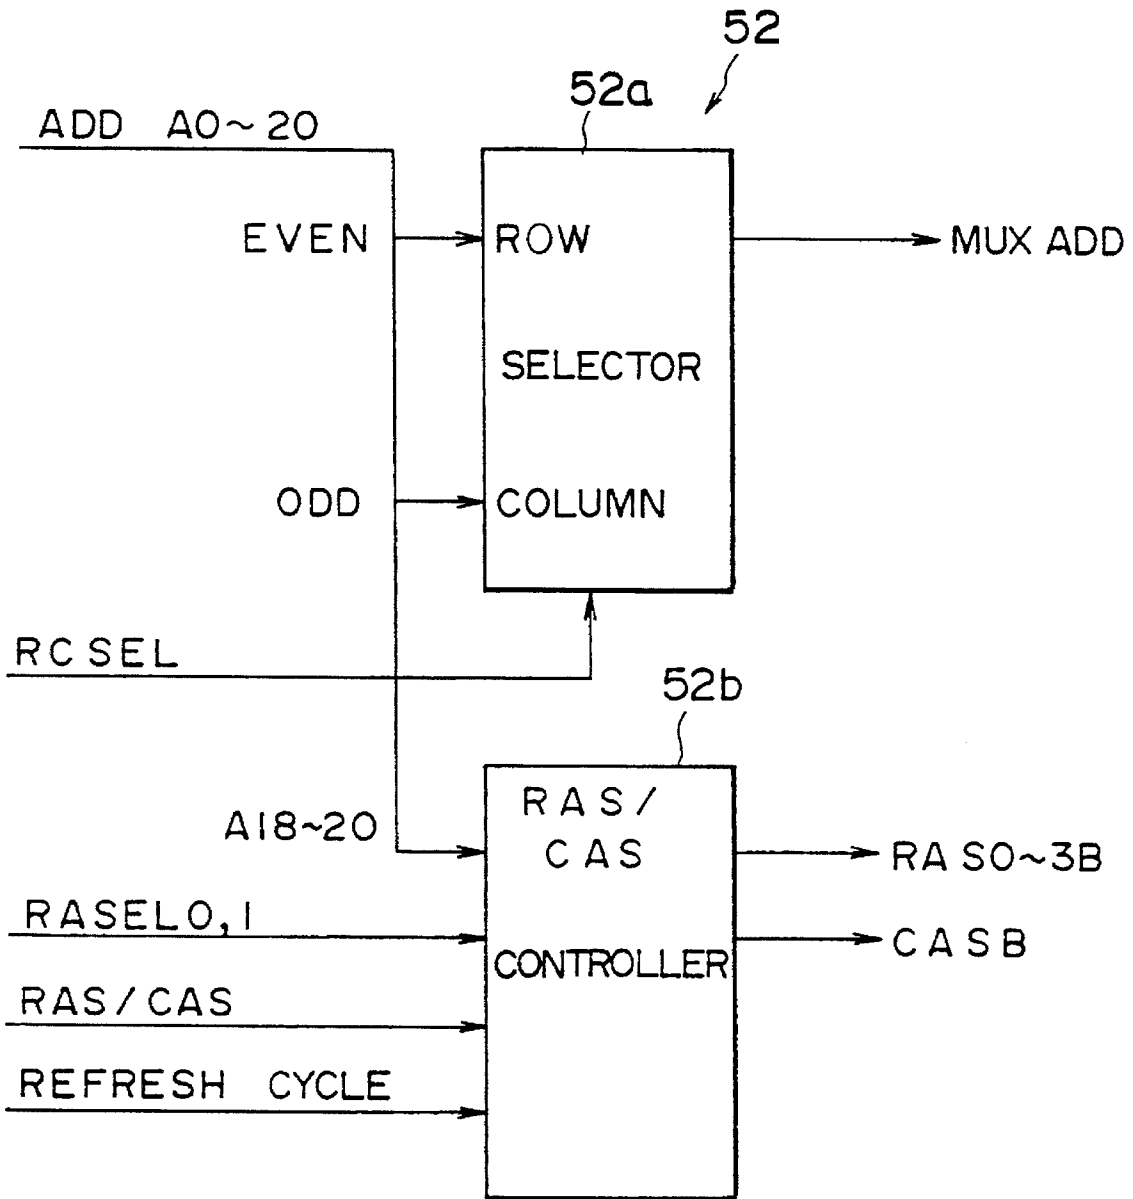 52
52a
ADD A0~20
EVEN
ROW
MUX ADD
SELECTOR
ODD
COLUMN
RCSEL
52b
RAS/
CAS
A18~20
RAS0~3B
RASEL0,1
CASB
CONTROLLER
RAS/CAS
REFRESH CYCLE